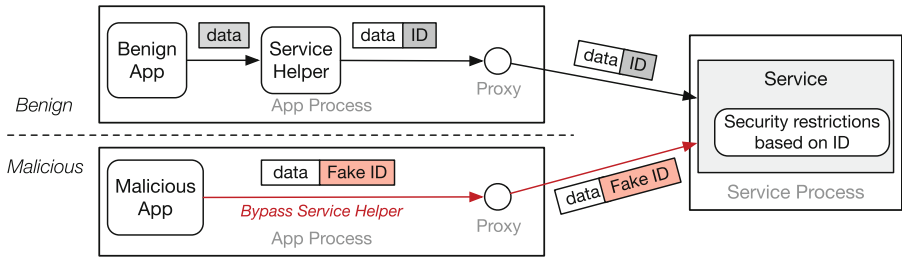 Benign
Benign
App
data
Service
Helper
data ID
App Process
Proxy
data ID
Service
Security restrictions
based on ID
Service Process
Malicious
Malicious
App
data Fake ID
Bypass Service Helper
App Process
Proxy
data Fake ID